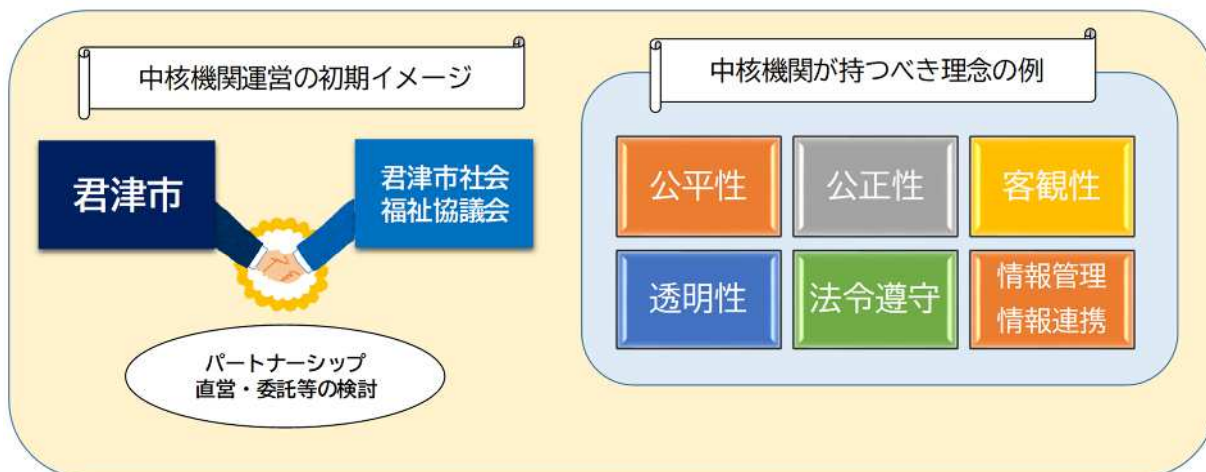 中核機関運営の初期イメージ
君津市
君津市社会
福祉協議会
パートナーシップ
直営・委託等の検討
中核機関が持つべき理念の例
公平性
公正性
客観性
透明性
法令遵守
情報管理
情報連携